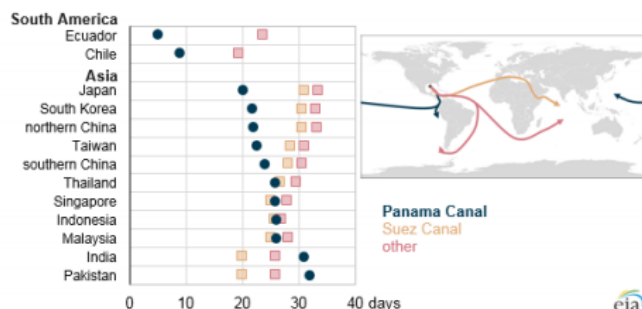 South America
Ecuador
Chile
Asia
Japan
South Korea
northern China
Taiwan
southern China
Thailand
Singapore
Indonesia
Malaysia
India
Pakistan
0 10 20 30 40 days
Panama Canal
Suez Canal
other
eia